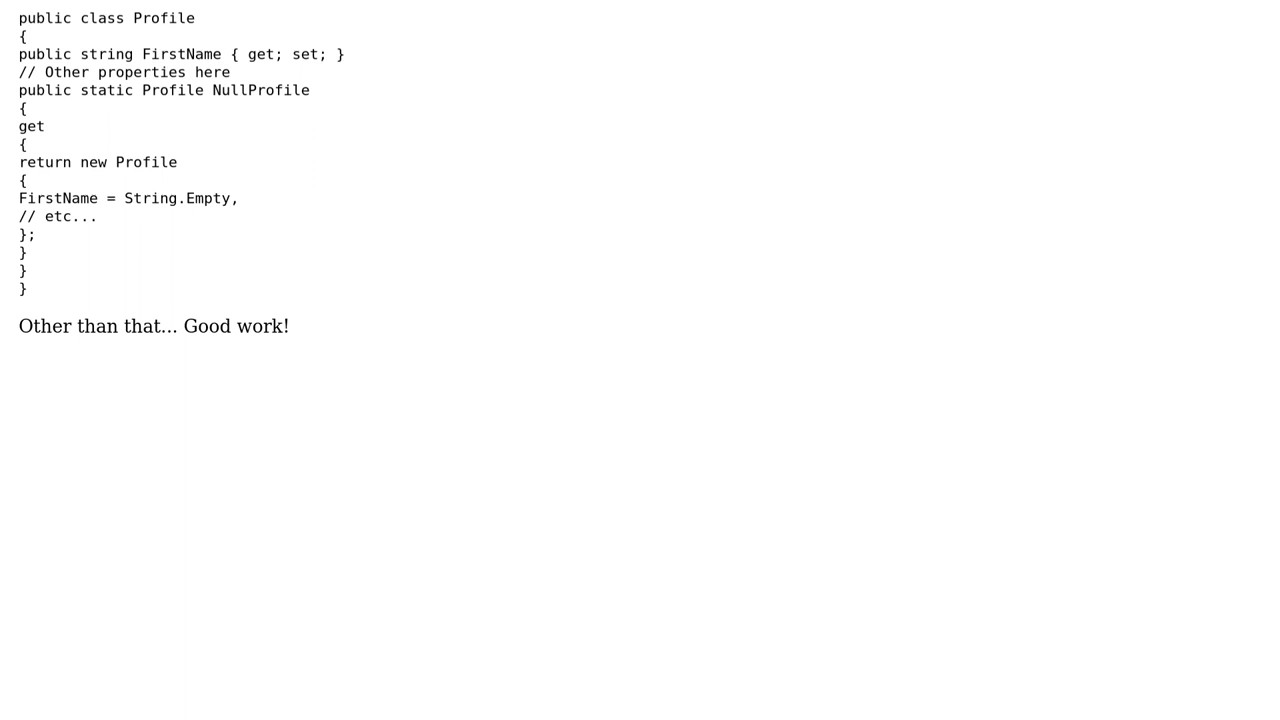 public class Profile
{
public string FirstName { get; set; }
// Other properties here
public static Profile NullProfile
{
get
{
return new Profile
{
FirstName = String.Empty,
// etc...
};
}
}
}
Other than that... Good work!